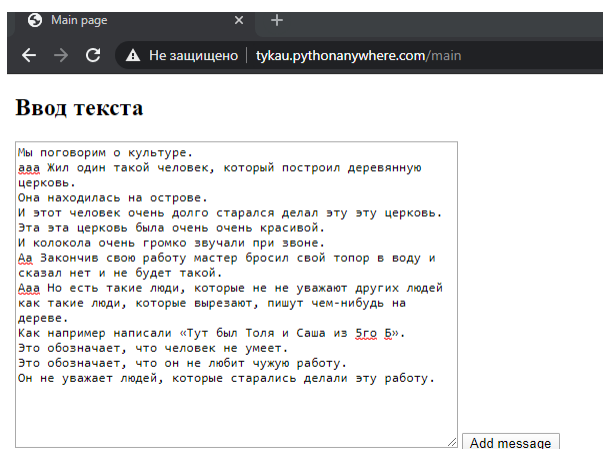 Main page
Не защищено
tykau.pythonanywhere.com/main
Ввод текста
Мы поговорим о культуре.
ааа Жил один такой человек, который построил деревянную
церковь.
Она находилась на острове.
И этот человек очень долго старался делал эту эту церковь.
Эта эта церковь была очень очень красивой.
И колокола очень громко звучали при звоне.
Аа Закончив свою работу мастер бросил свой топор в воду и
сказал нет и не будет такой.
Ааа Но есть такие люди, которые не не уважают других людей
как такие люди, которые вырезают, пишут чем-нибудь на
дереве.
Как например написали «Тут был Толя и Саша из 5го Б».
Это обозначает, что человек не умеет.
Это обозначает, что он не любит чужую работу.
Он не уважает людей, которые старались делали эту работу.
Add message